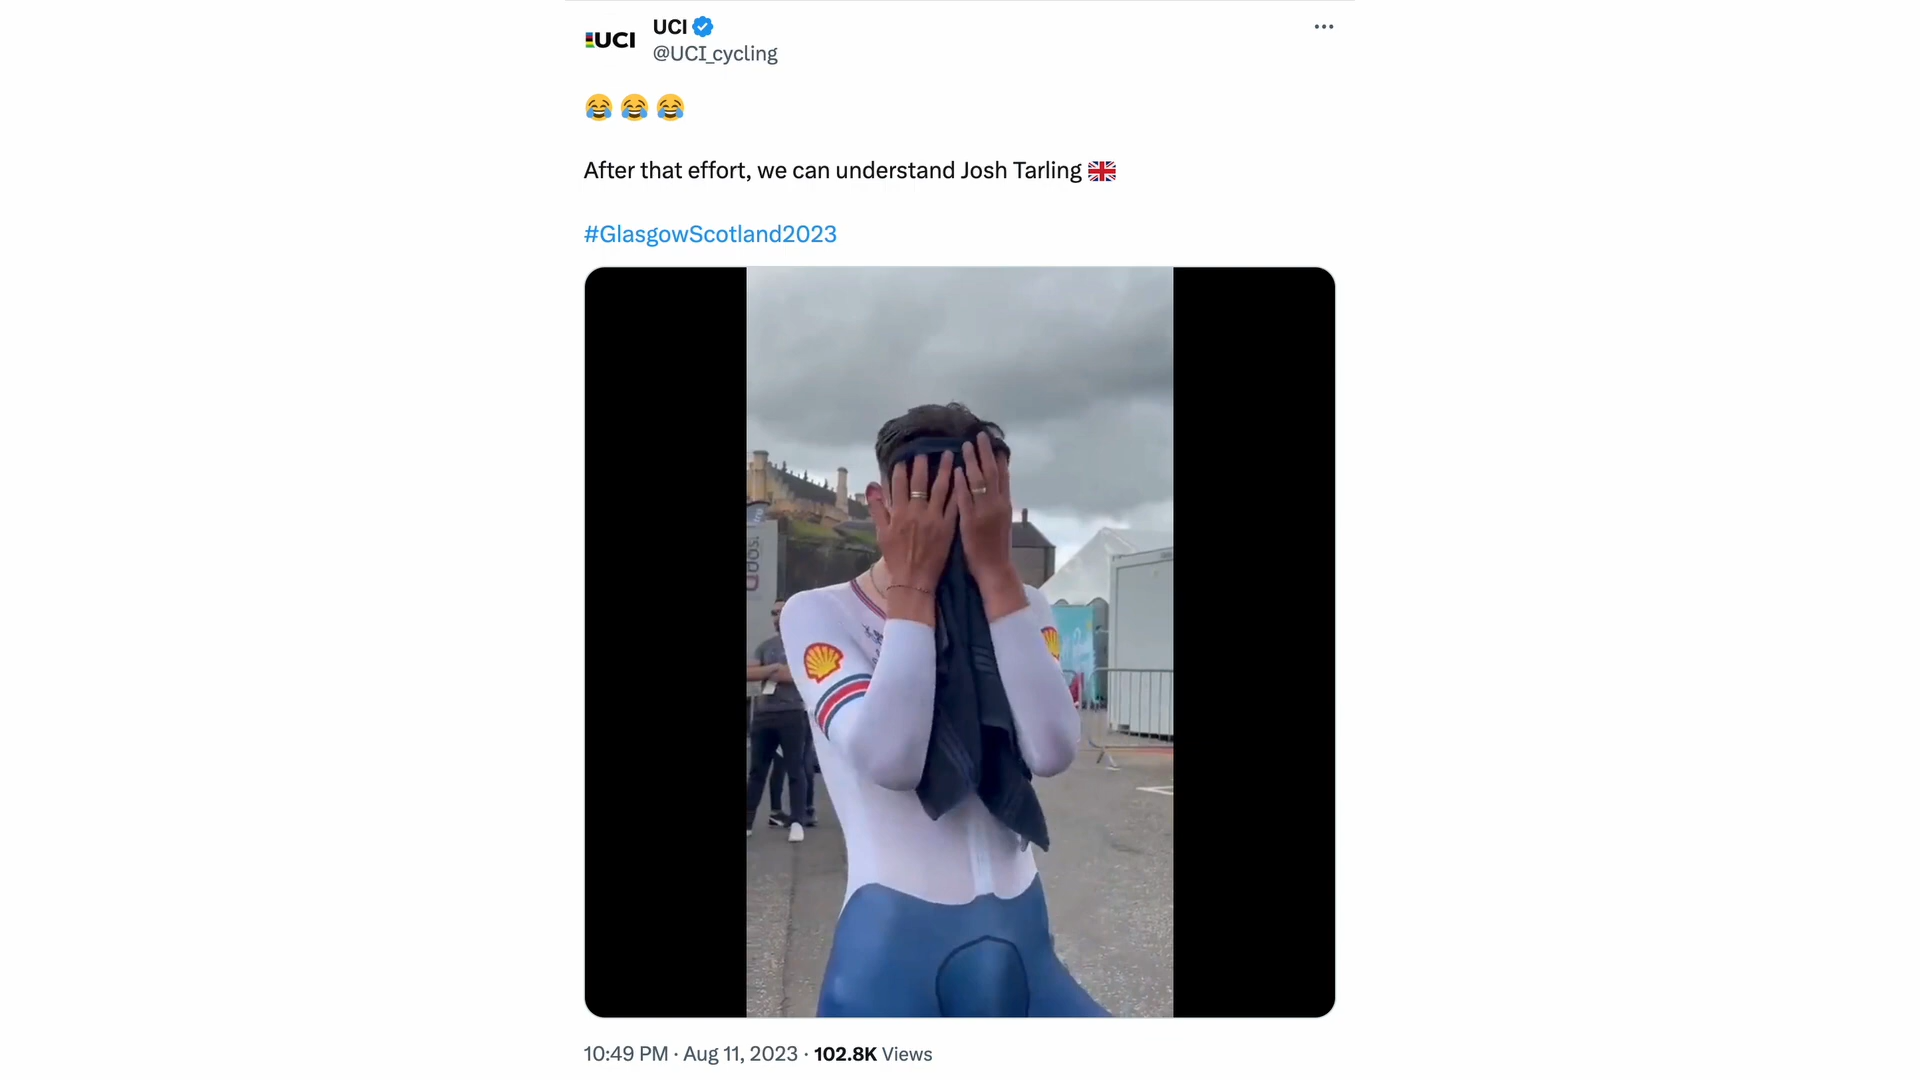 UCI
UCI
@UCI_cycling
😂 😂 😂
After that effort, we can understand Josh Tarling 🇬🇧
#GlasgowScotland2023
10:49 PM · Aug 11, 2023 · 102.8K Views